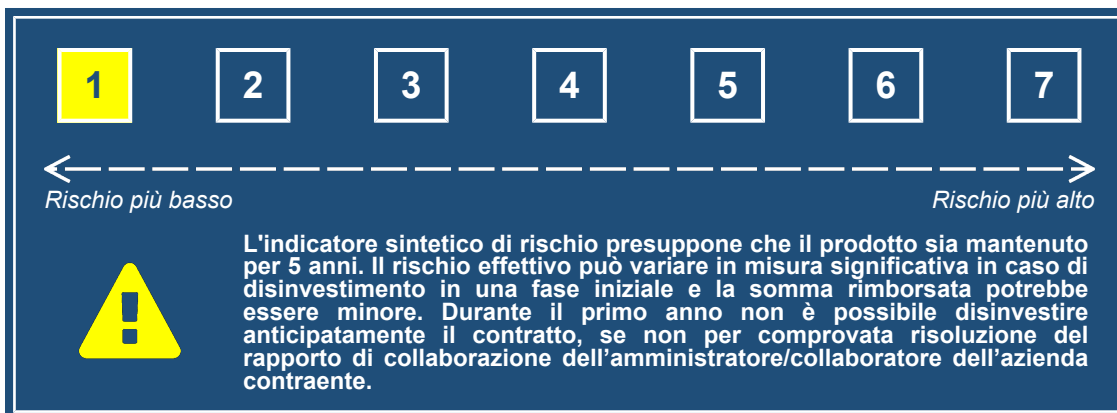 1 2 3 4 5 6 7
Rischio più basso Rischio più alto
L'indicatore sintetico di rischio presuppone che il prodotto sia mantenuto
per 5 anni. Il rischio effettivo può variare in misura significativa in caso di
disinvestimento in una fase iniziale e la somma rimborsata potrebbe
essere minore. Durante il primo anno non è possibile disinvestire
anticipatamente il contratto, se non per comprovata risoluzione del
rapporto di collaborazione dell’amministratore/collaboratore dell’azienda
contraente.